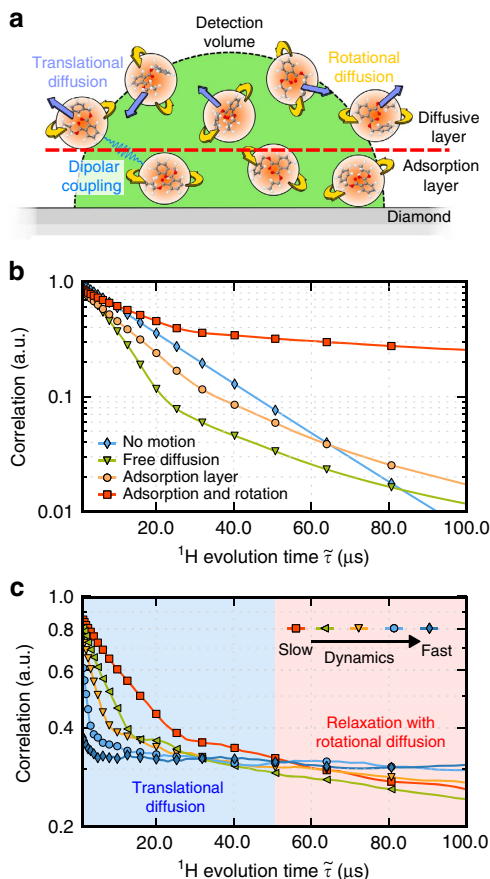 a
Detection
volume
Translational
diffusion
Rotational
diffusion
Diffusive
layer
Dipolar
coupling
Adsorption
layer
Diamond
b
1.0
0.1
0.01
Correlation (a.u.)
No motion
Free diffusion
Adsorption layer
Adsorption and rotation
20.0 40.0 60.0 80.0 100.0
¹H evolution time τ̃ (μs)
c
1.0
0.8
0.6
0.4
0.2
Correlation (a.u.)
Slow Fast
Dynamics
Relaxation with
rotational diffusion
Translational
diffusion
20.0 40.0 60.0 80.0 100.0
¹H evolution time τ̃ (μs)